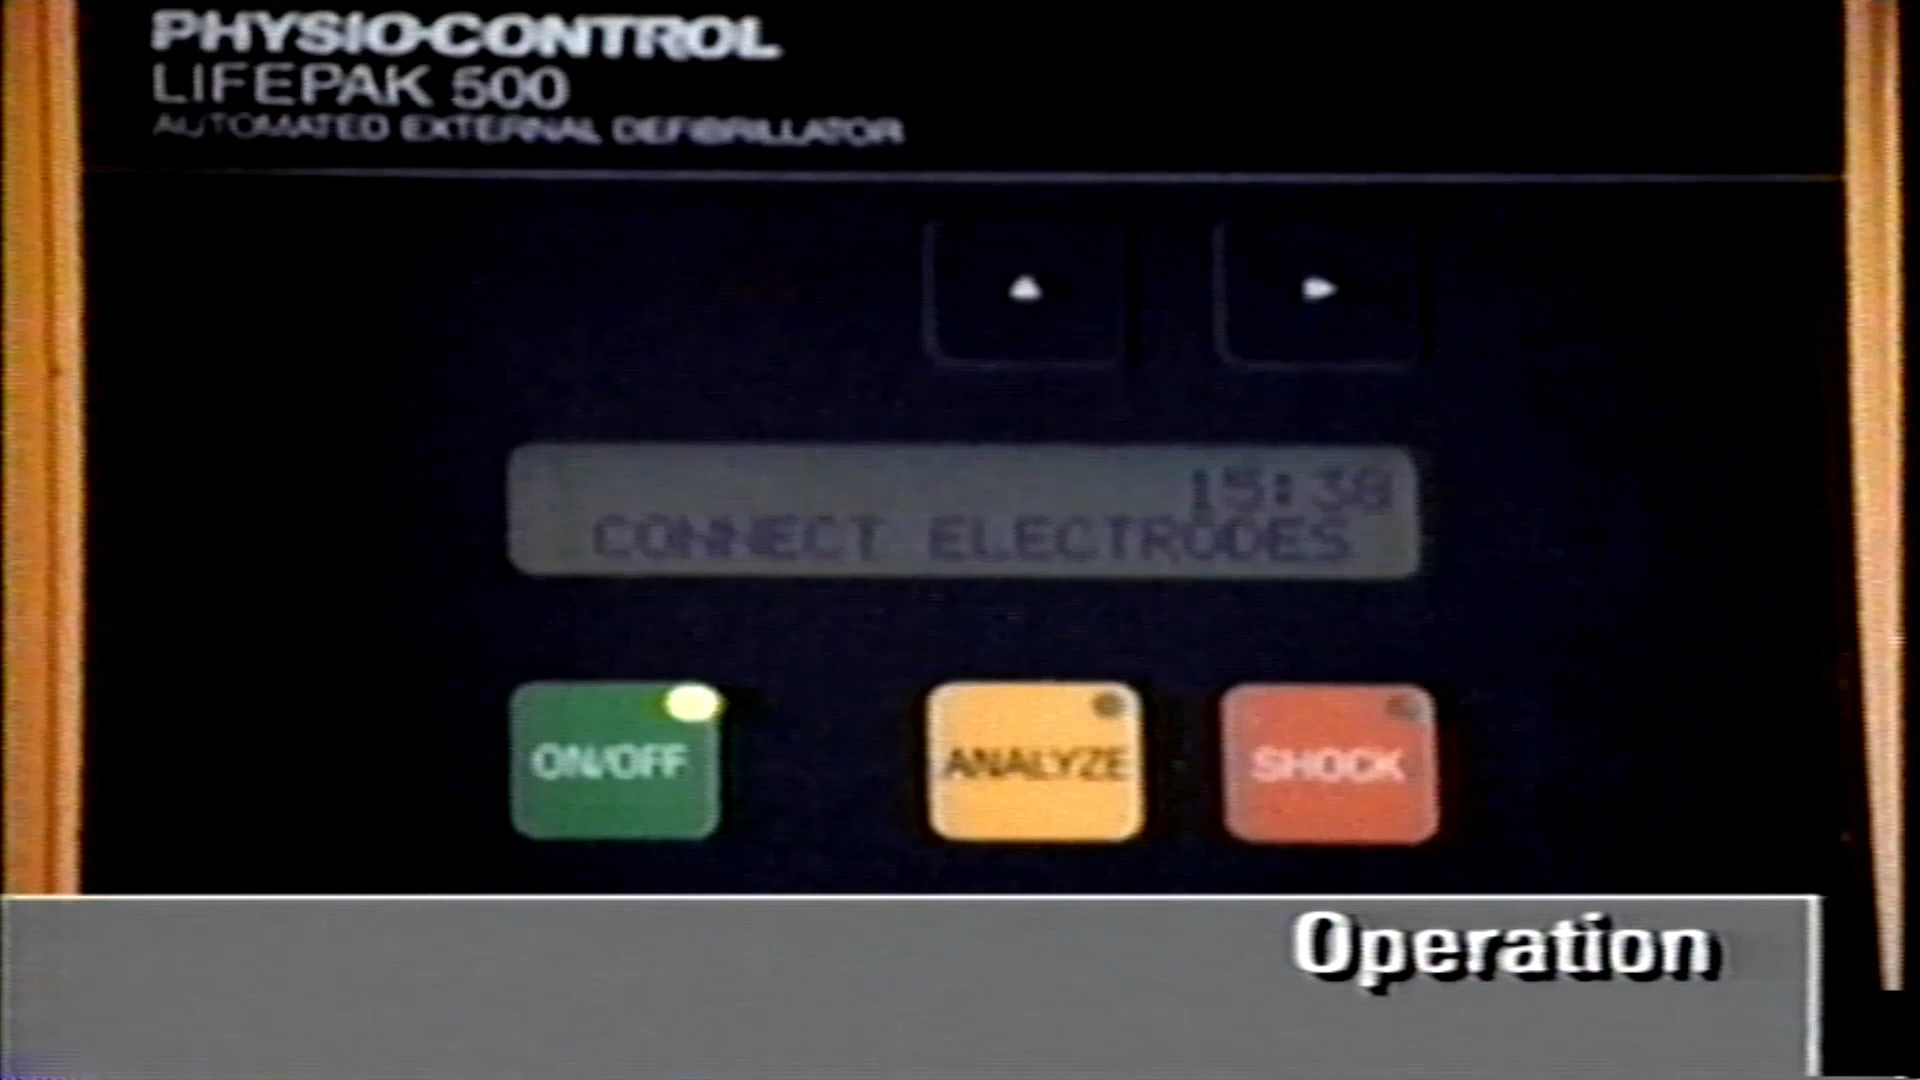 PHYSIO-CONTROL
LIFEPAK 500
AUTOMATED EXTERNAL DEFIBRILLATOR
15:38
CONNECT ELECTRODES
ON/OFF
ANALYZE
SHOCK
Operation